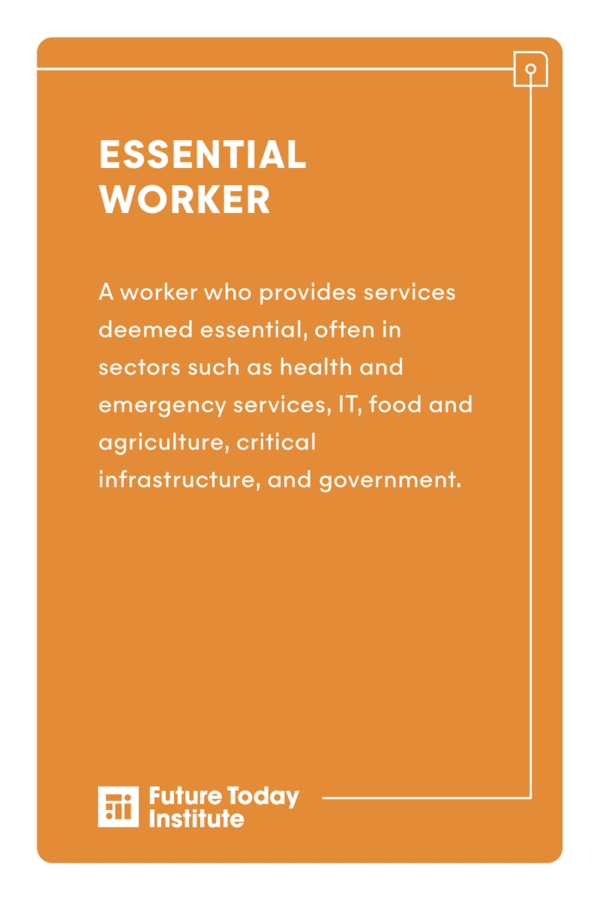 ESSENTIAL
WORKER
A worker who provides services
deemed essential, often in
sectors such as health and
emergency services, IT, food and
agriculture, critical
infrastructure, and government.
Future Today
Institute